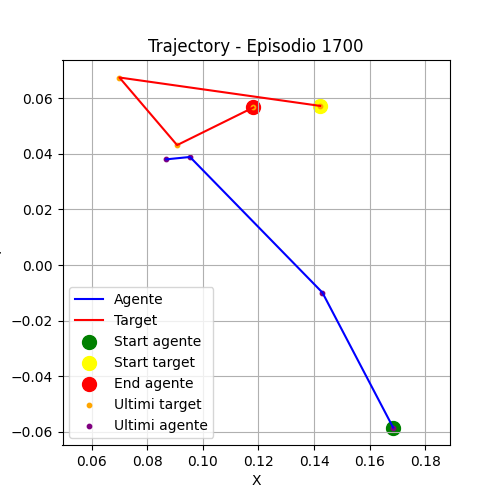 Trajectory - Episodio 1700
0.06
0.04
0.02
0.00
−0.02
−0.04
−0.06
Agente
Target
Start agente
Start target
End agente
Ultimi target
Ultimi agente
0.06 0.08 0.10 0.12 0.14 0.16 0.18
X